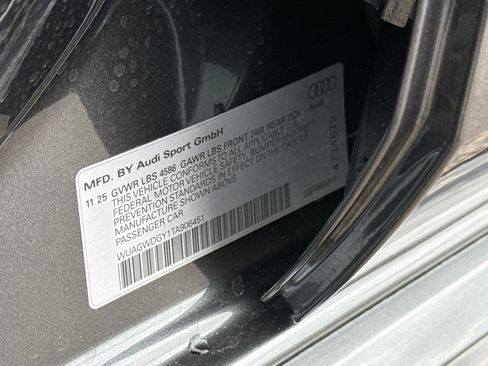 MFD. BY Audi Sport GmbH
11 25 GVWR LBS 4586 GAWR LBS FRONT 2469 /REAR 2326
THIS VEHICLE CONFORMS TO ALL APPLICABLE U.S.
FEDERAL MOTOR VEHICLE SAFETY, BUMPER AND THEFT
PREVENTION STANDARDS IN EFFECT ON THE DATE OF
MANUFACTURE SHOWN ABOVE
PASSENGER CAR
WUAGWDGY1TA906451
GERMANY
Audi